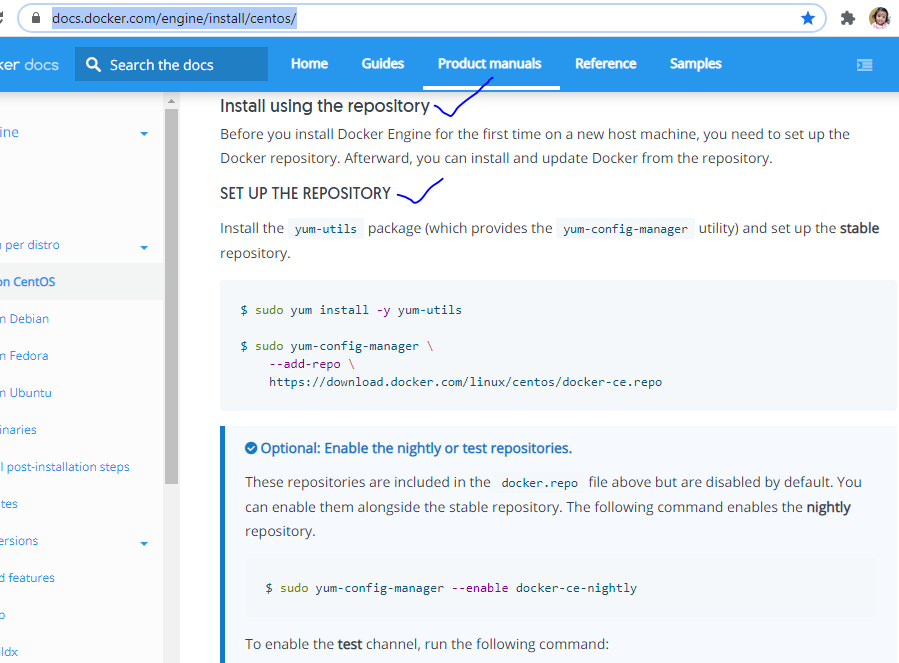 docs.docker.com/engine/install/centos/
ker docs
Search the docs
Home
Guides
Product manuals
Reference
Samples
ine
per distro
on CentOS
n Debian
n Fedora
n Ubuntu
inaries
l post-installation steps
tes
ersions
d features
o
ldx
Install using the repository
Before you install Docker Engine for the first time on a new host machine, you need to set up the
Docker repository. Afterward, you can install and update Docker from the repository.
SET UP THE REPOSITORY
Install the yum-utils package (which provides the yum-config-manager utility) and set up the stable
repository.
$ sudo yum install -y yum-utils
$ sudo yum-config-manager \
--add-repo \
https://download.docker.com/linux/centos/docker-ce.repo
Optional: Enable the nightly or test repositories.
These repositories are included in the docker.repo file above but are disabled by default. You
can enable them alongside the stable repository. The following command enables the nightly
repository.
$ sudo yum-config-manager --enable docker-ce-nightly
To enable the test channel, run the following command: